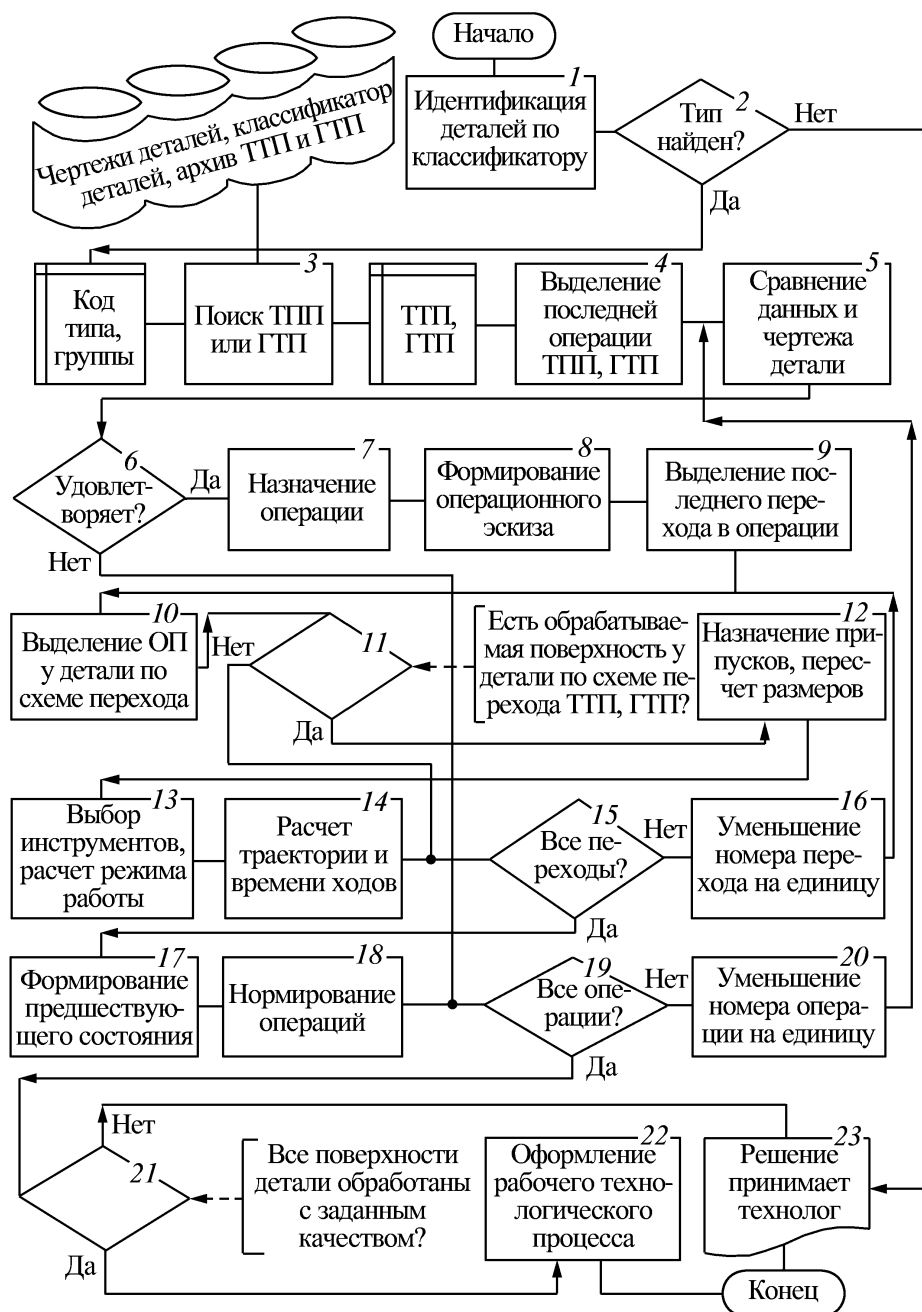 Начало
1
Идентификация
деталей по
классификатору
2
Тип
найден?
Нет
Да
Чертежи деталей, классификатор
деталей, архив ТТП и ГТП
Код
типа,
группы
3
Поиск ТПП
или ГТП
ТТП,
ГТП
4
Выделение
последней
операции
ТПП, ГТП
5
Сравнение
данных и
чертежа
детали
6
Удовлет-
воряет?
Да
Нет
7
Назначение
операции
8
Формирование
операционного
эскиза
9
Выделение пос-
леднего пере-
хода в операции
10
Выделение ОП
у детали по
схеме перехода
Нет
11
Да
Есть обрабатывае-
мая поверхность у
детали по схеме пе-
рехода ТТП, ГТП?
12
Назначение при-
пусков, перес-
чет размеров
13
Выбор
инструментов,
расчет режима
работы
14
Расчет
траектории и
времени ходов
15
Все пе-
реходы?
Нет
Да
16
Уменьшение
номера пере-
хода на единицу
17
Формирование
предшествую-
щего состояния
18
Нормирование
операций
19
Все опе-
рации?
Нет
Да
20
Уменьшение
номера опера-
ции на единицу
Нет
21
Да
Все поверхности
детали обработаны
с заданным
качеством?
22
Оформление
рабочего техно-
логического
процесса
23
Решение
принимает
технолог
Конец